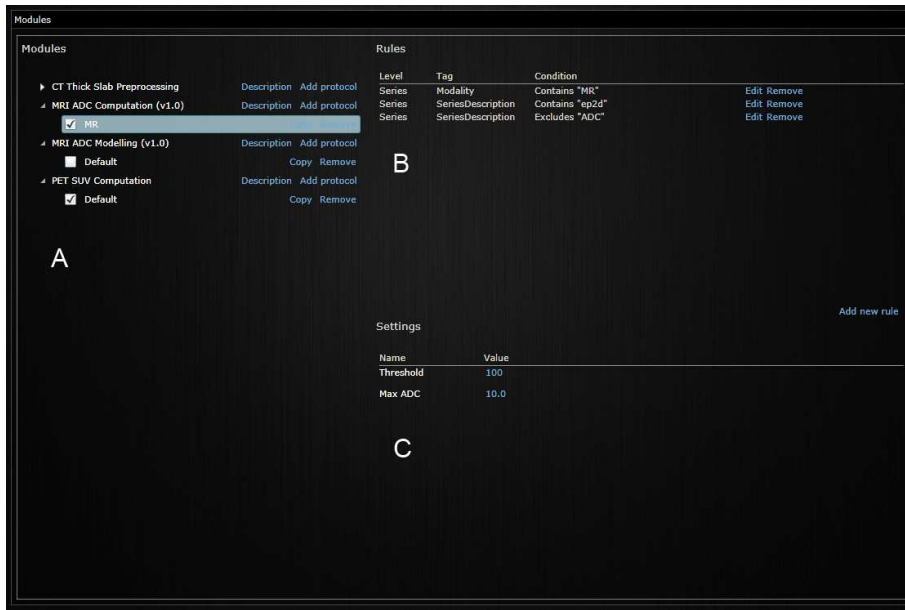 Modules
Modules
CT Thick Slab Preprocessing Description Add protocol
MRI ADC Computation (v1.0) Description Add protocol
MR
MRI ADC Modelling (v1.0) Description Add protocol
Default Copy Remove
PET SUV Computation Description Add protocol
Default Copy Remove
A
Rules
Level Tag Condition
Series Modality Contains "MR" Edit Remove
Series SeriesDescription Contains "ep2d" Edit Remove
Series SeriesDescription Excludes "ADC" Edit Remove
B
Add new rule
Settings
Name Value
Threshold 100
Max ADC 10.0
C